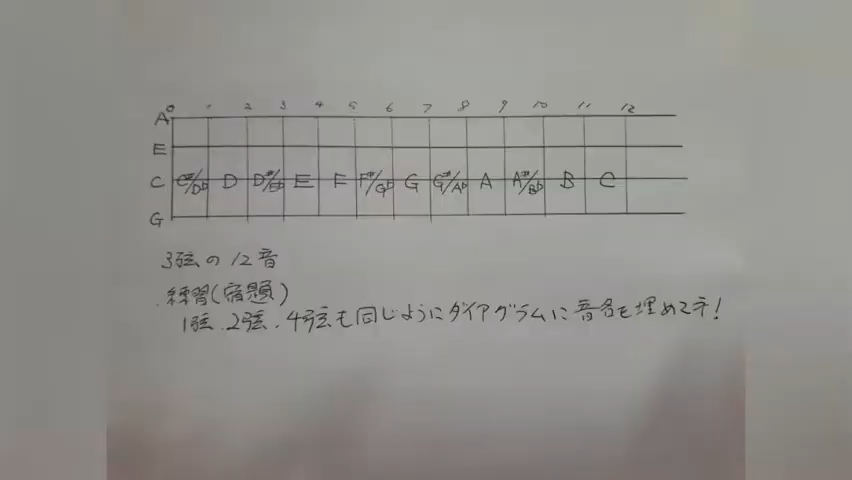 0 1 2 3 4 5 6 7 8 9 10 11 12
A
E
C C#/D♭ D D#/E♭ E F F#/G♭ G G#/A♭ A A#/B♭ B C
G
3弦の12音
練習(宿題)
1弦.2弦.4弦も同じようにダイアグラムに音名を埋めて下!